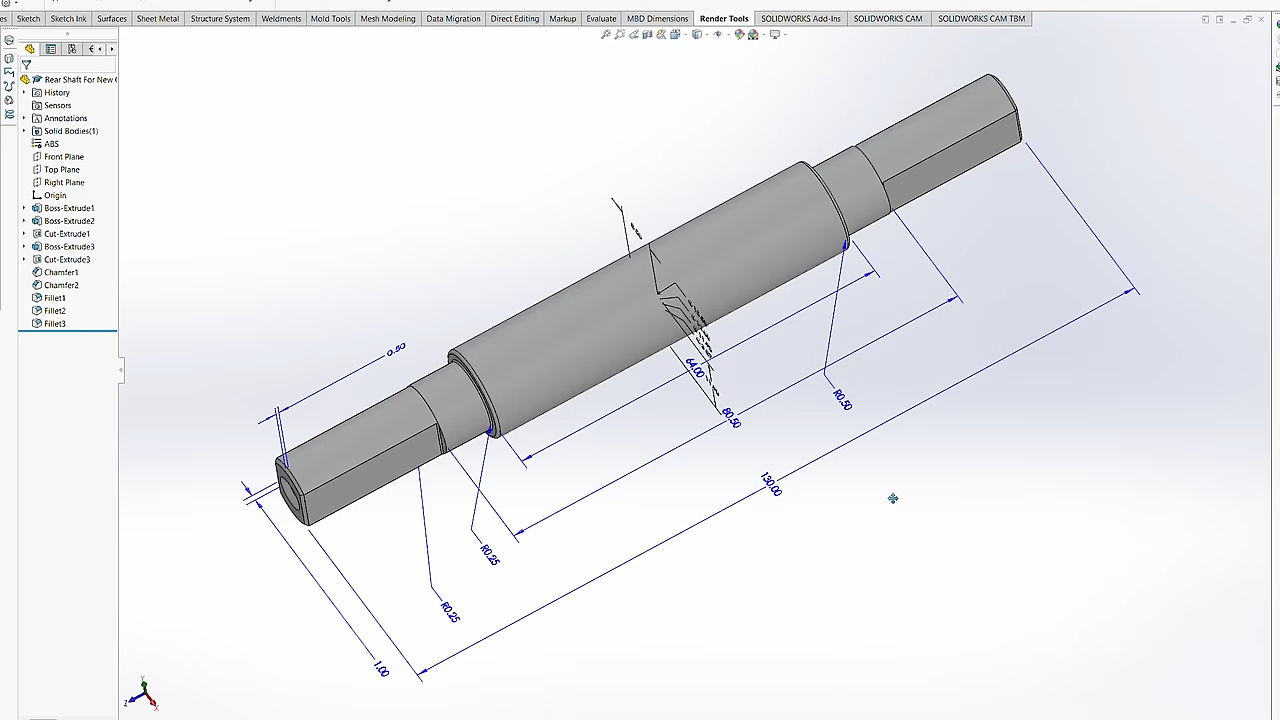 Sketch Sketch Ink Surfaces Sheet Metal Structure System Weldments Mold Tools Mesh Modeling Data Migration Direct Editing Markup Evaluate MBD Dimensions Render Tools SOLIDWORKS Add-Ins SOLIDWORKS CAM SOLIDWORKS CAM TBM
Rear Shaft For New
History
Sensors
Annotations
Solid Bodies(1)
ABS
Front Plane
Top Plane
Right Plane
Origin
Boss-Extrude1
Boss-Extrude2
Cut-Extrude1
Boss-Extrude3
Cut-Extrude3
Chamfer1
Chamfer2
Fillet1
Fillet2
Fillet3
0.50
64.00
80.50
R0.50
130.00
R0.25
R0.25
1.00
Y
Z
X